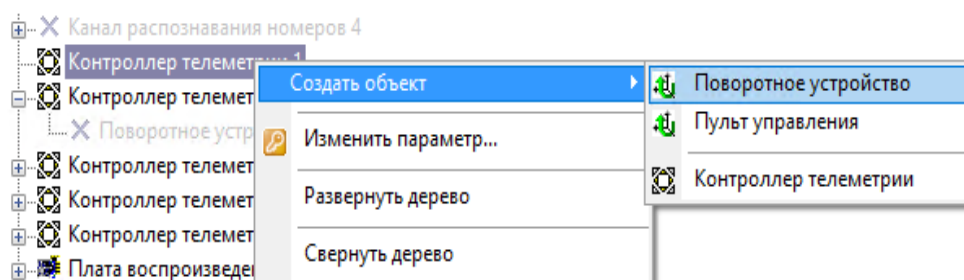 Канал распознавания номеров 4
Контроллер телеметрии 1
Контроллер телемет
Поворотное устр
Контроллер телемет
Контроллер телемет
Контроллер телемет
Плата воспроизведе
Создать объект
Изменить параметр...
Развернуть дерево
Свернуть дерево
Поворотное устройство
Пульт управления
Контроллер телеметрии